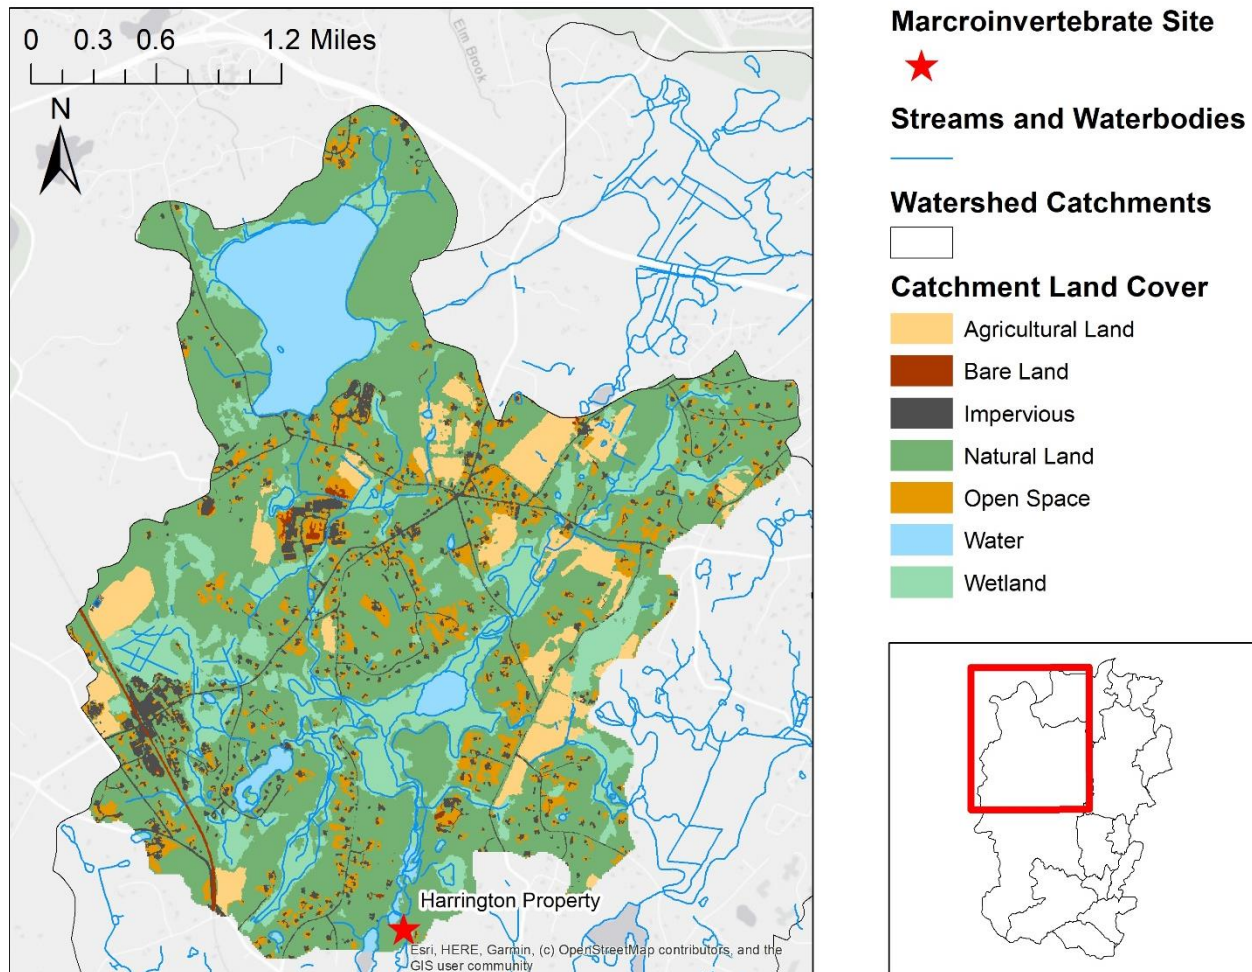 0 0.3 0.6 1.2 Miles
Elm Brook
N
Harrington Property
Esri, HERE, Garmin, (c) OpenStreetMap contributors, and the
GIS user community
Marcroinvertebrate Site
Streams and Waterbodies
Watershed Catchments
Catchment Land Cover
Agricultural Land
Bare Land
Impervious
Natural Land
Open Space
Water
Wetland